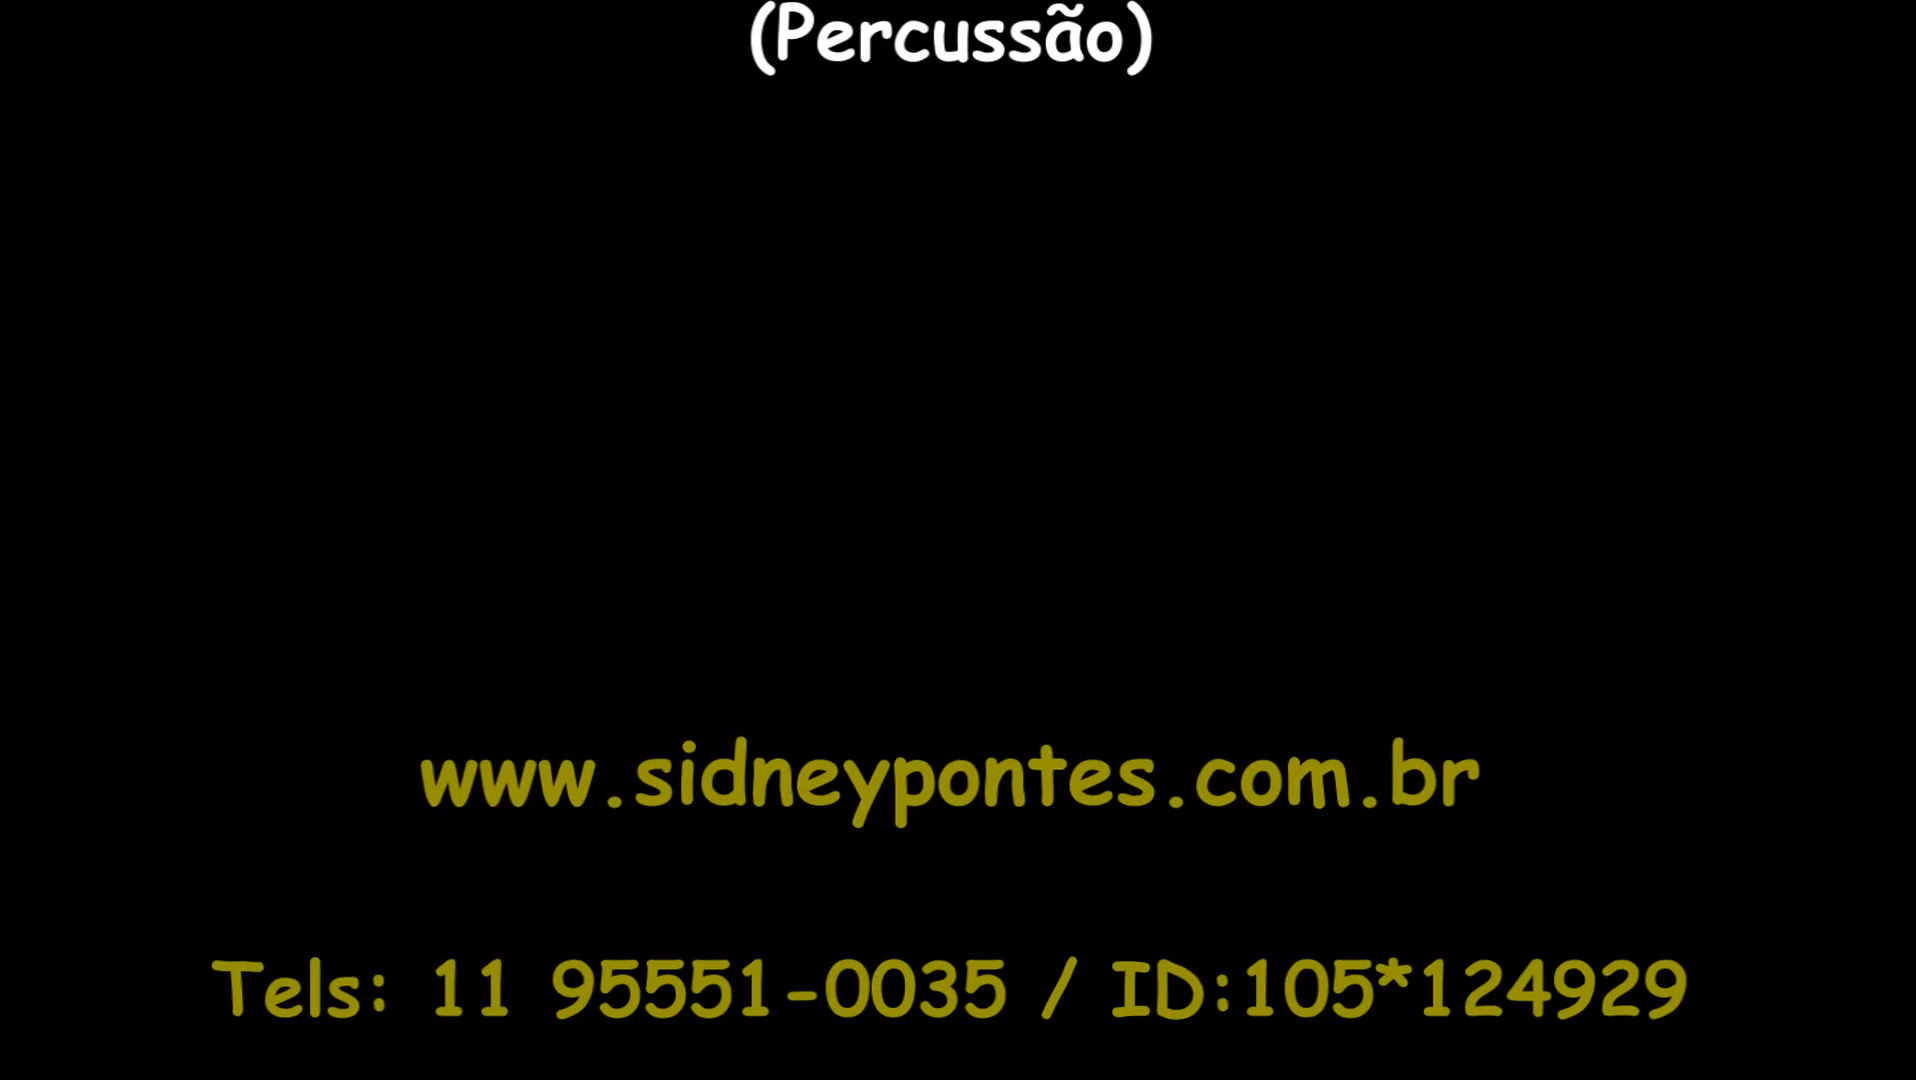 (Percussão)
www.sidneypontes.com.br
Tels: 11 95551-0035 / ID:105*124929